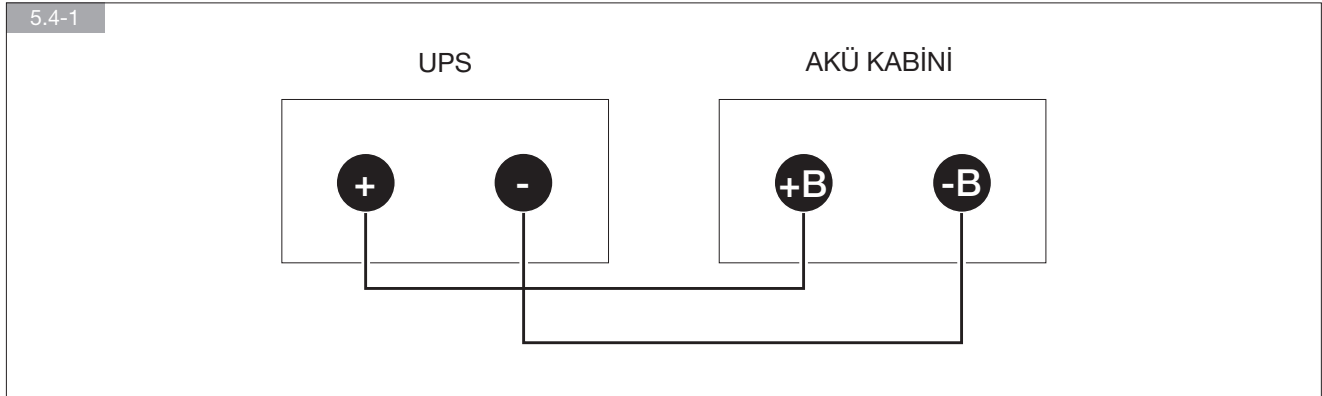 5.4-1
UPS
AKÜ KABİNİ
+
-
+B
-B